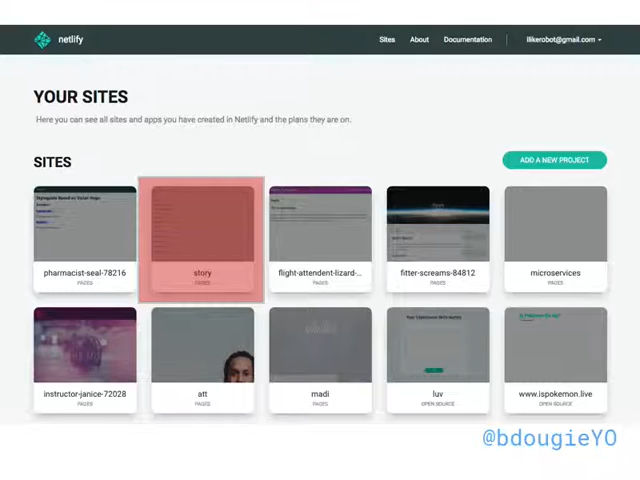 netlify
Sites About Documentation illikerobot@gmail.com
YOUR SITES
Here you can see all sites and apps you have created in Netlify and the plans they are on.
SITES
ADD A NEW PROJECT
pharmacist-seal-78216 story flight-attendent-lizard-... fitter-screams-84812 microservices
PAGES PAGES PAGES PAGES PAGES
instructor-janice-72028 att madi luv www.ispokemon.live
PAGES PAGES PAGES OPEN SOURCE OPEN SOURCE
@bdougieYO